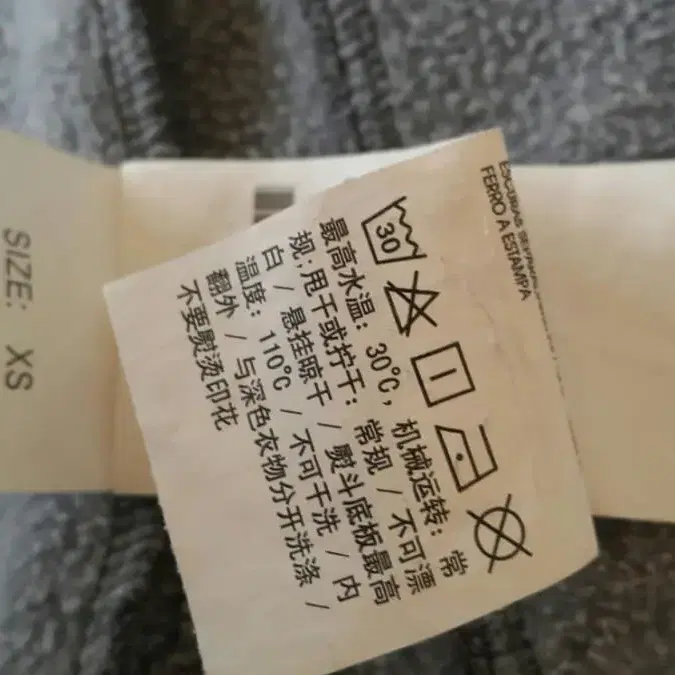 SIZE: XS
ESCURAS
FERRO A ESTAMPA
30
最高水温：30°C，机械运转：常
规；甩干或拧干：常规 / 不可漂
白 / 悬挂晾干 / 熨斗底板最高
温度：110°C / 不可干洗 / 内
翻外 / 与深色衣物分开洗涤 /
不要熨烫印花